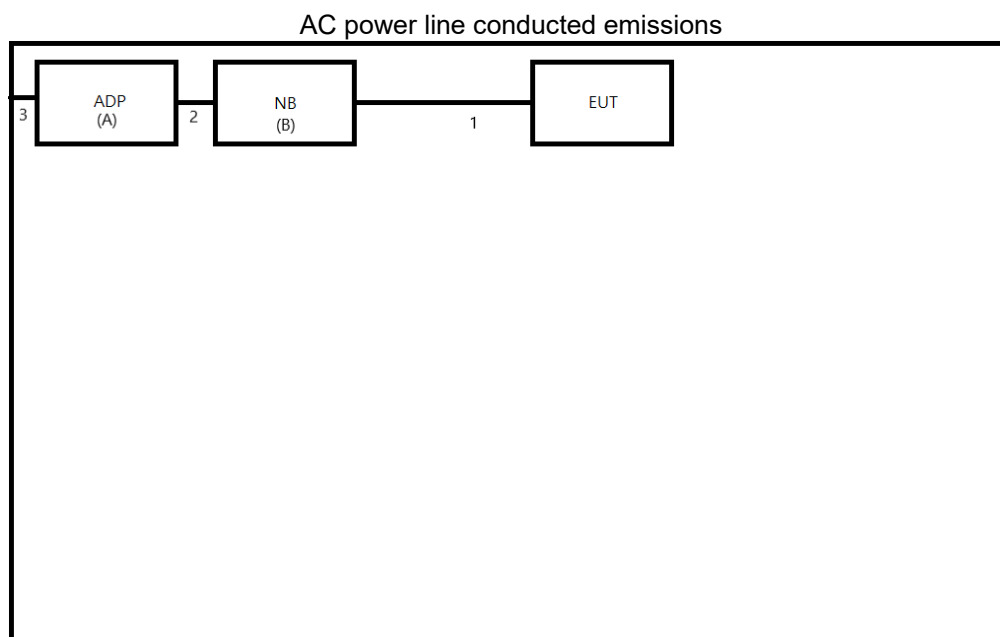 AC power line conducted emissions
ADP
(A)
NB
(B)
EUT
3
2
1